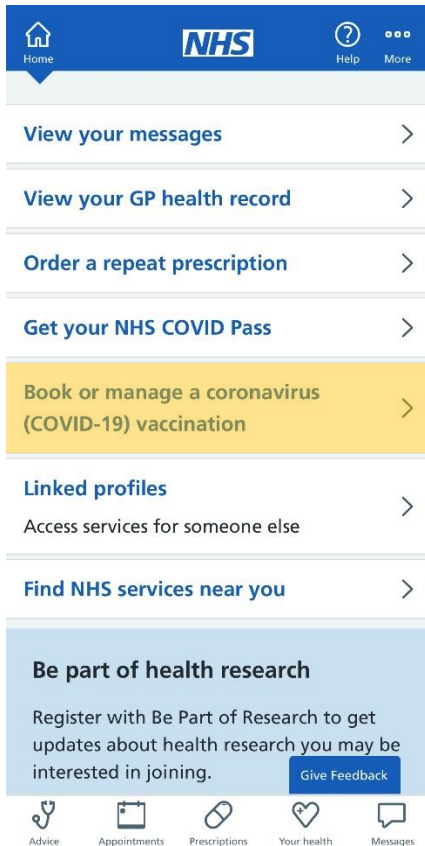 NHS
Home
Help
More
View your messages
View your GP health record
Order a repeat prescription
Get your NHS COVID Pass
Book or manage a coronavirus
(COVID-19) vaccination
Linked profiles
Access services for someone else
Find NHS services near you
Be part of health research
Register with Be Part of Research to get
updates about health research you may be
interested in joining.
Give Feedback
Advice
Appointments
Prescriptions
Your health
Messages